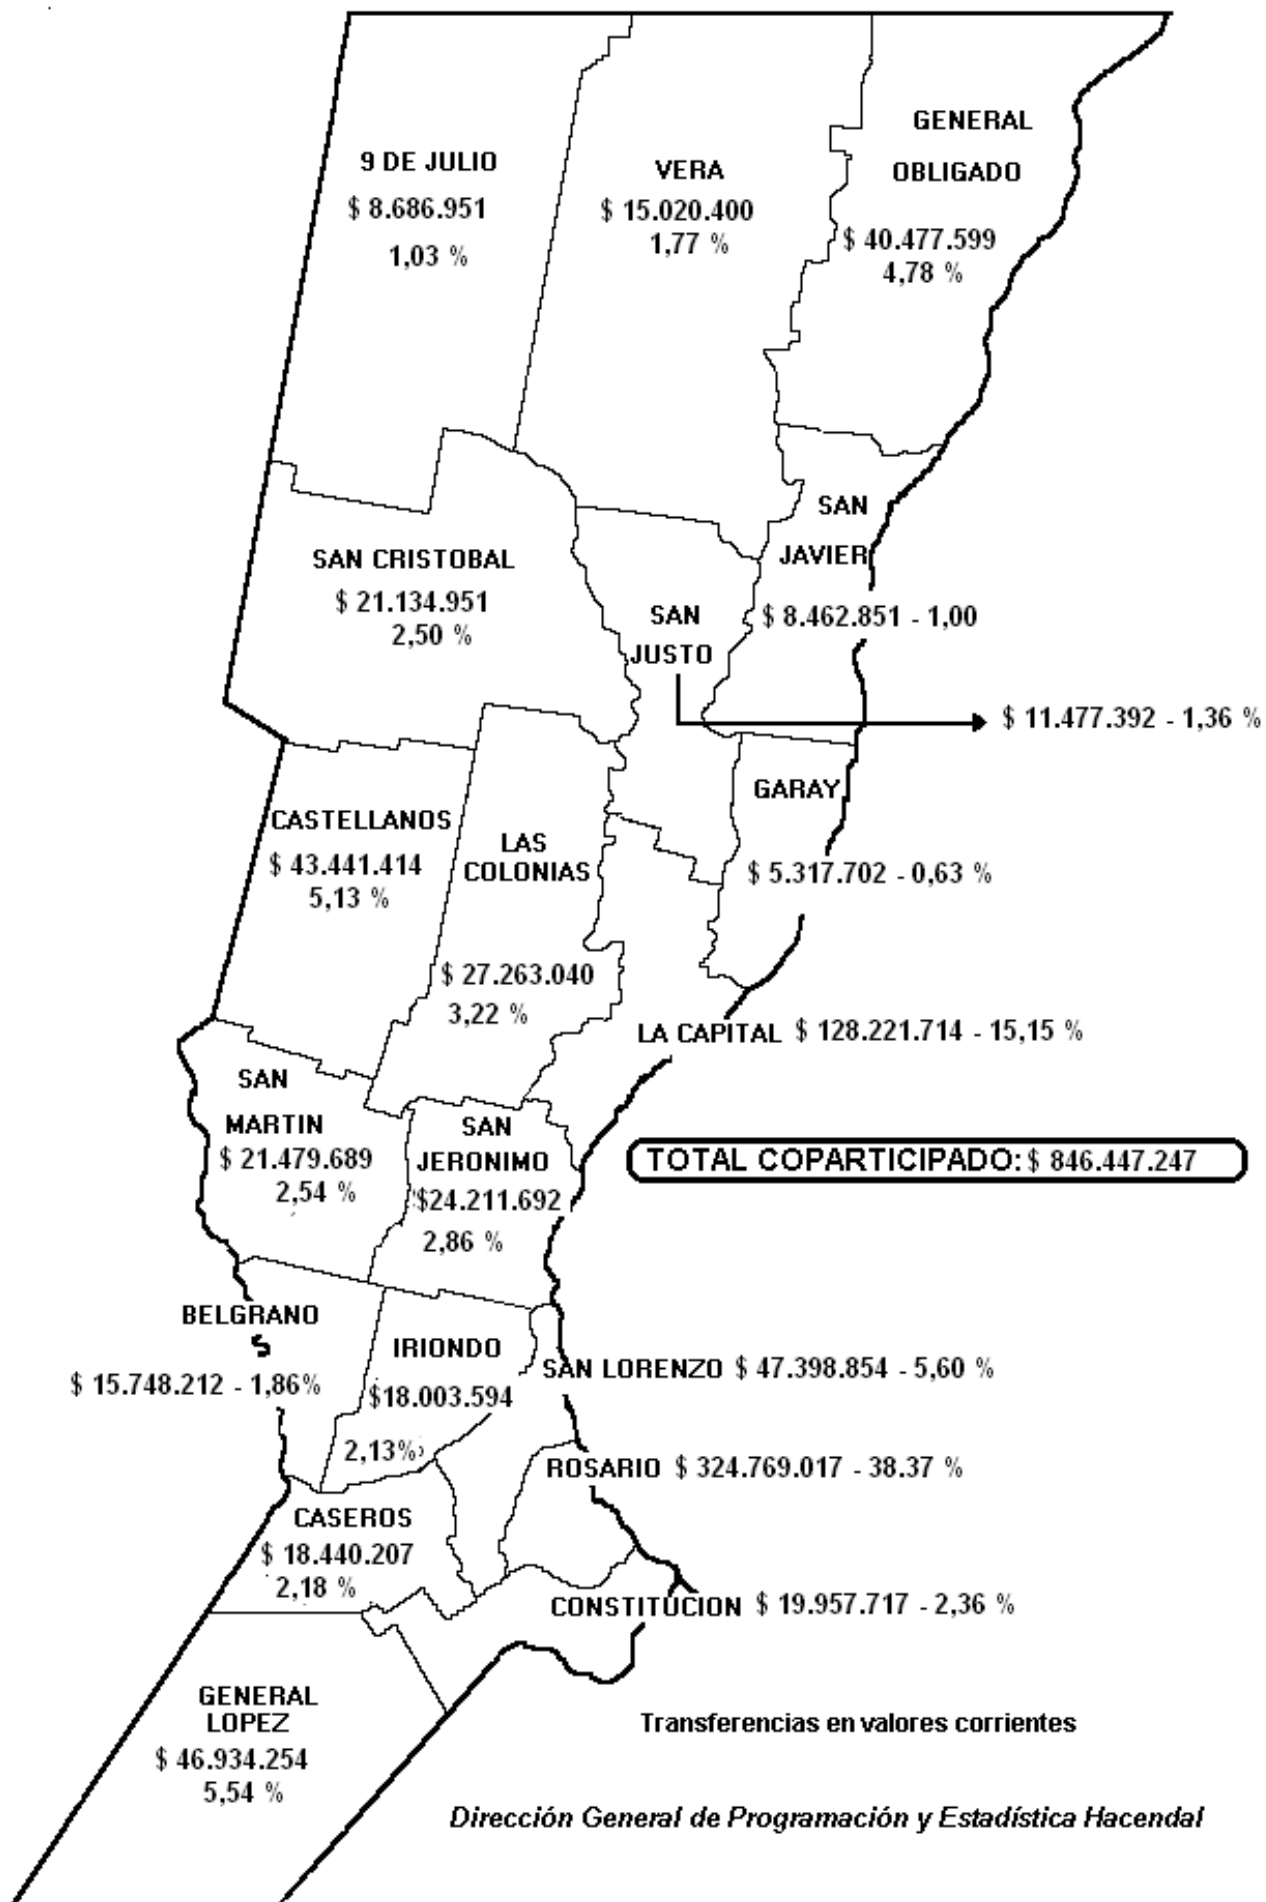 9 DE JULIO
$ 8.686.951
1,03 %
VERA
$ 15.020.400
1,77 %
GENERAL
OBLIGADO
$ 40.477.599
4,78 %
SAN CRISTOBAL
$ 21.134.951
2,50 %
SAN
JUSTO
SAN
JAVIER
$ 8.462.851 - 1,00
$ 11.477.392 - 1,36 %
CASTELLANOS
$ 43.441.414
5,13 %
LAS
COLONIAS
$ 27.263.040
3,22 %
GARAY
$ 5.317.702 - 0,63 %
LA CAPITAL $ 128.221.714 - 15,15 %
SAN
MARTIN
$ 21.479.689
2,54 %
SAN
JERONIMO
$24.211.692
2,86 %
TOTAL COPARTICIPADO: $ 846.447.247
BELGRANO
$ 15.748.212 - 1,86%
IRIONDO
$18.003.594
2,13%
SAN LORENZO $ 47.398.854 - 5,60 %
ROSARIO $ 324.769.017 - 38.37 %
CASEROS
$ 18.440.207
2,18 %
CONSTITUCION $ 19.957.717 - 2,36 %
GENERAL
LOPEZ
$ 46.934.254
5,54 %
Transferencias en valores corrientes
Dirección General de Programación y Estadística Hacendal